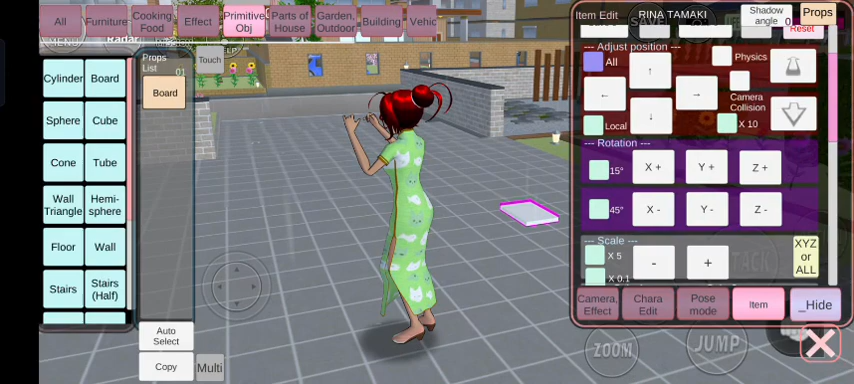 All
Furniture
Cooking
Food
Effect
Primitive
Obj
Parts of
House
Garden,
Outdoor
Building
Vehic
MENU
Radar
Cylinder
Board
Sphere
Cube
Cone
Tube
Wall
Triangle
Hemi-
sphere
Floor
Wall
Stairs
Stairs
(Half)
Props
List
01
Board
Touch
Auto
Select
Copy
Multi
Item Edit
RINA TAMAKI
Shadow
angle
0
Props
Reset
--- Adjust position ---
All
↑
Physics
←
→
↓
Camera
Collision
Local
X 10
--- Rotation ---
15°
X +
Y +
Z +
45°
X -
Y -
Z -
--- Scale ---
X 5
-
+
X 0.1
XYZ
or
ALL
Camera,
Effect
Chara
Edit
Pose
mode
Item
_Hide
ZOOM
JUMP